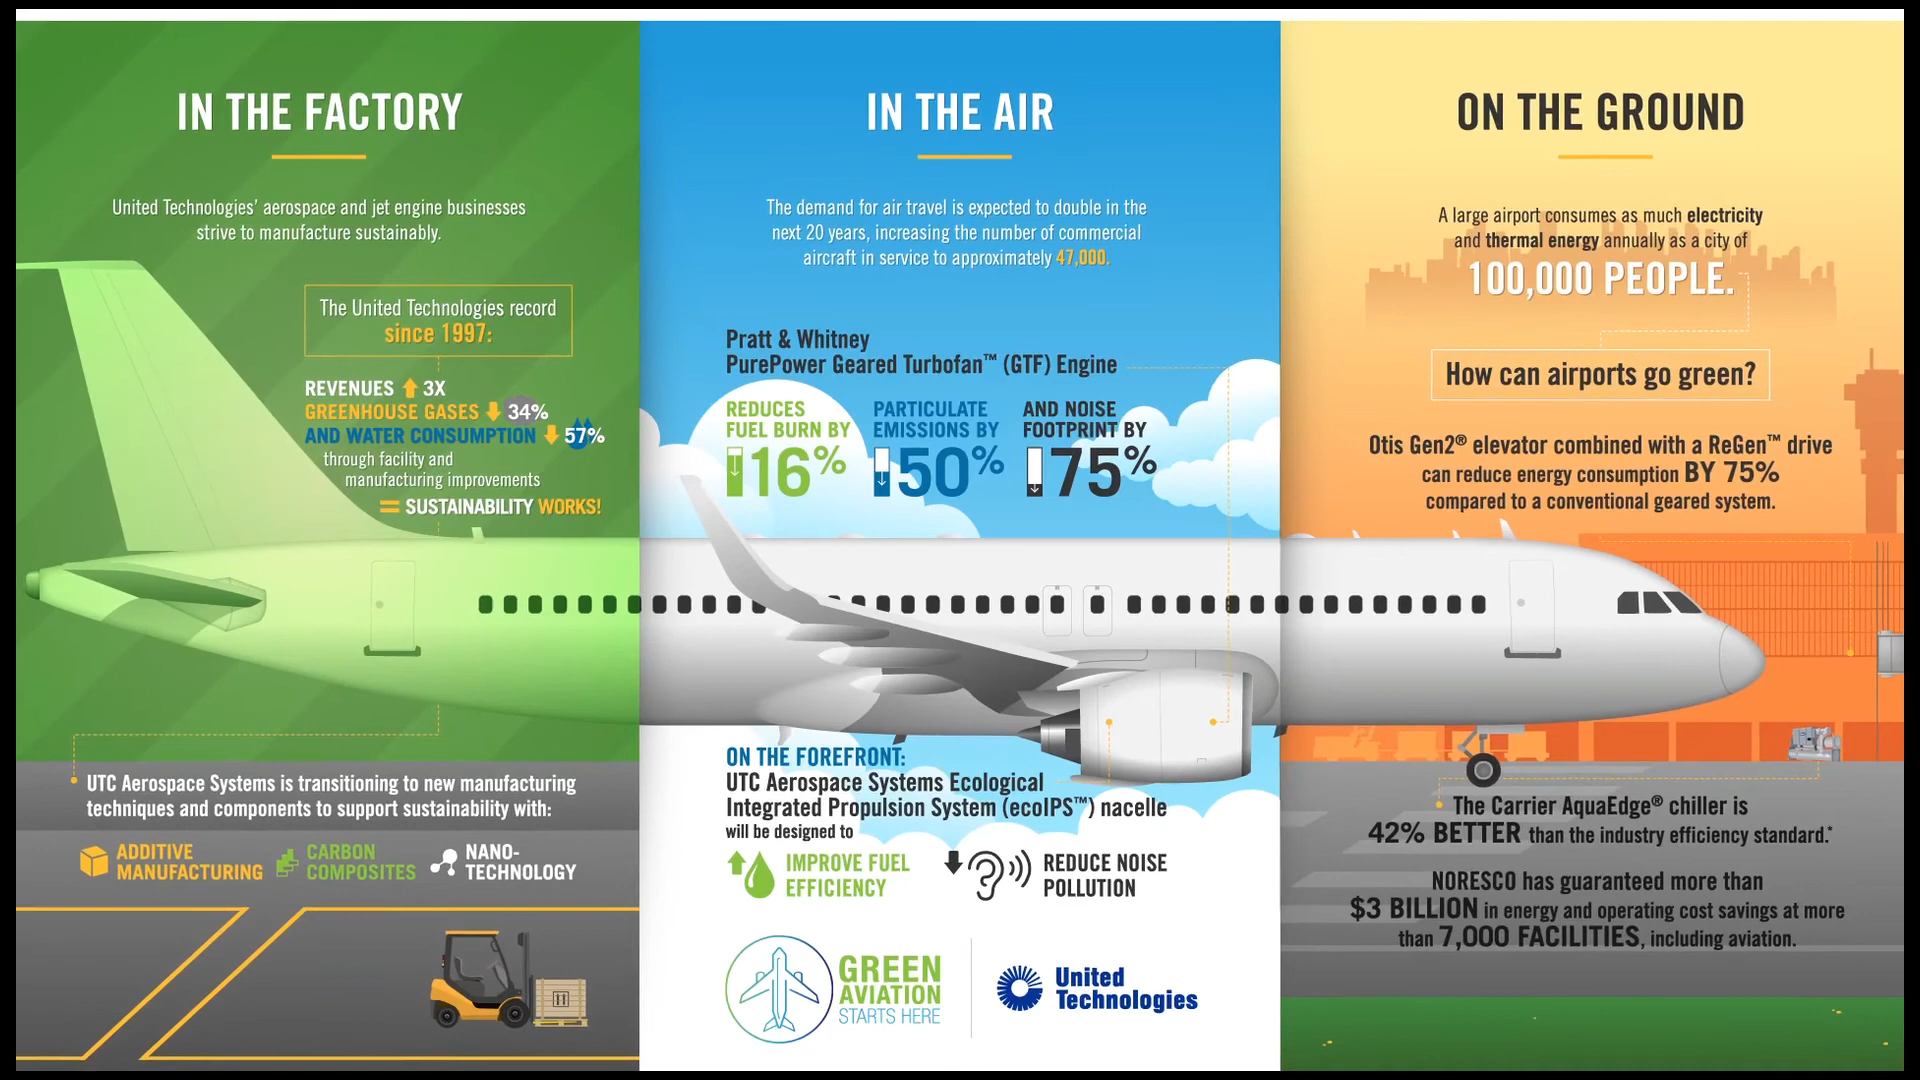 IN THE FACTORY
United Technologies’ aerospace and jet engine businesses
strive to manufacture sustainably.
The United Technologies record
since 1997:
REVENUES 3X
GREENHOUSE GASES 34%
AND WATER CONSUMPTION 57%
through facility and
manufacturing improvements
= SUSTAINABILITY WORKS!
UTC Aerospace Systems is transitioning to new manufacturing
techniques and components to support sustainability with:
ADDITIVE
MANUFACTURING
CARBON
COMPOSITES
NANO-
TECHNOLOGY
IN THE AIR
The demand for air travel is expected to double in the
next 20 years, increasing the number of commercial
aircraft in service to approximately 47,000.
Pratt & Whitney
PurePower Geared Turbofan™ (GTF) Engine
REDUCES
FUEL BURN BY
16%
PARTICULATE
EMISSIONS BY
50%
AND NOISE
FOOTPRINT BY
75%
ON THE FOREFRONT:
UTC Aerospace Systems Ecological
Integrated Propulsion System (ecoIPS™) nacelle
will be designed to
IMPROVE FUEL
EFFICIENCY
REDUCE NOISE
POLLUTION
GREEN
AVIATION
STARTS HERE
United
Technologies
ON THE GROUND
A large airport consumes as much electricity
and thermal energy annually as a city of
100,000 PEOPLE.
How can airports go green?
Otis Gen2® elevator combined with a ReGen™ drive
can reduce energy consumption BY 75%
compared to a conventional geared system.
The Carrier AquaEdge® chiller is
42% BETTER than the industry efficiency standard.*
NORESCO has guaranteed more than
$3 BILLION in energy and operating cost savings at more
than 7,000 FACILITIES, including aviation.